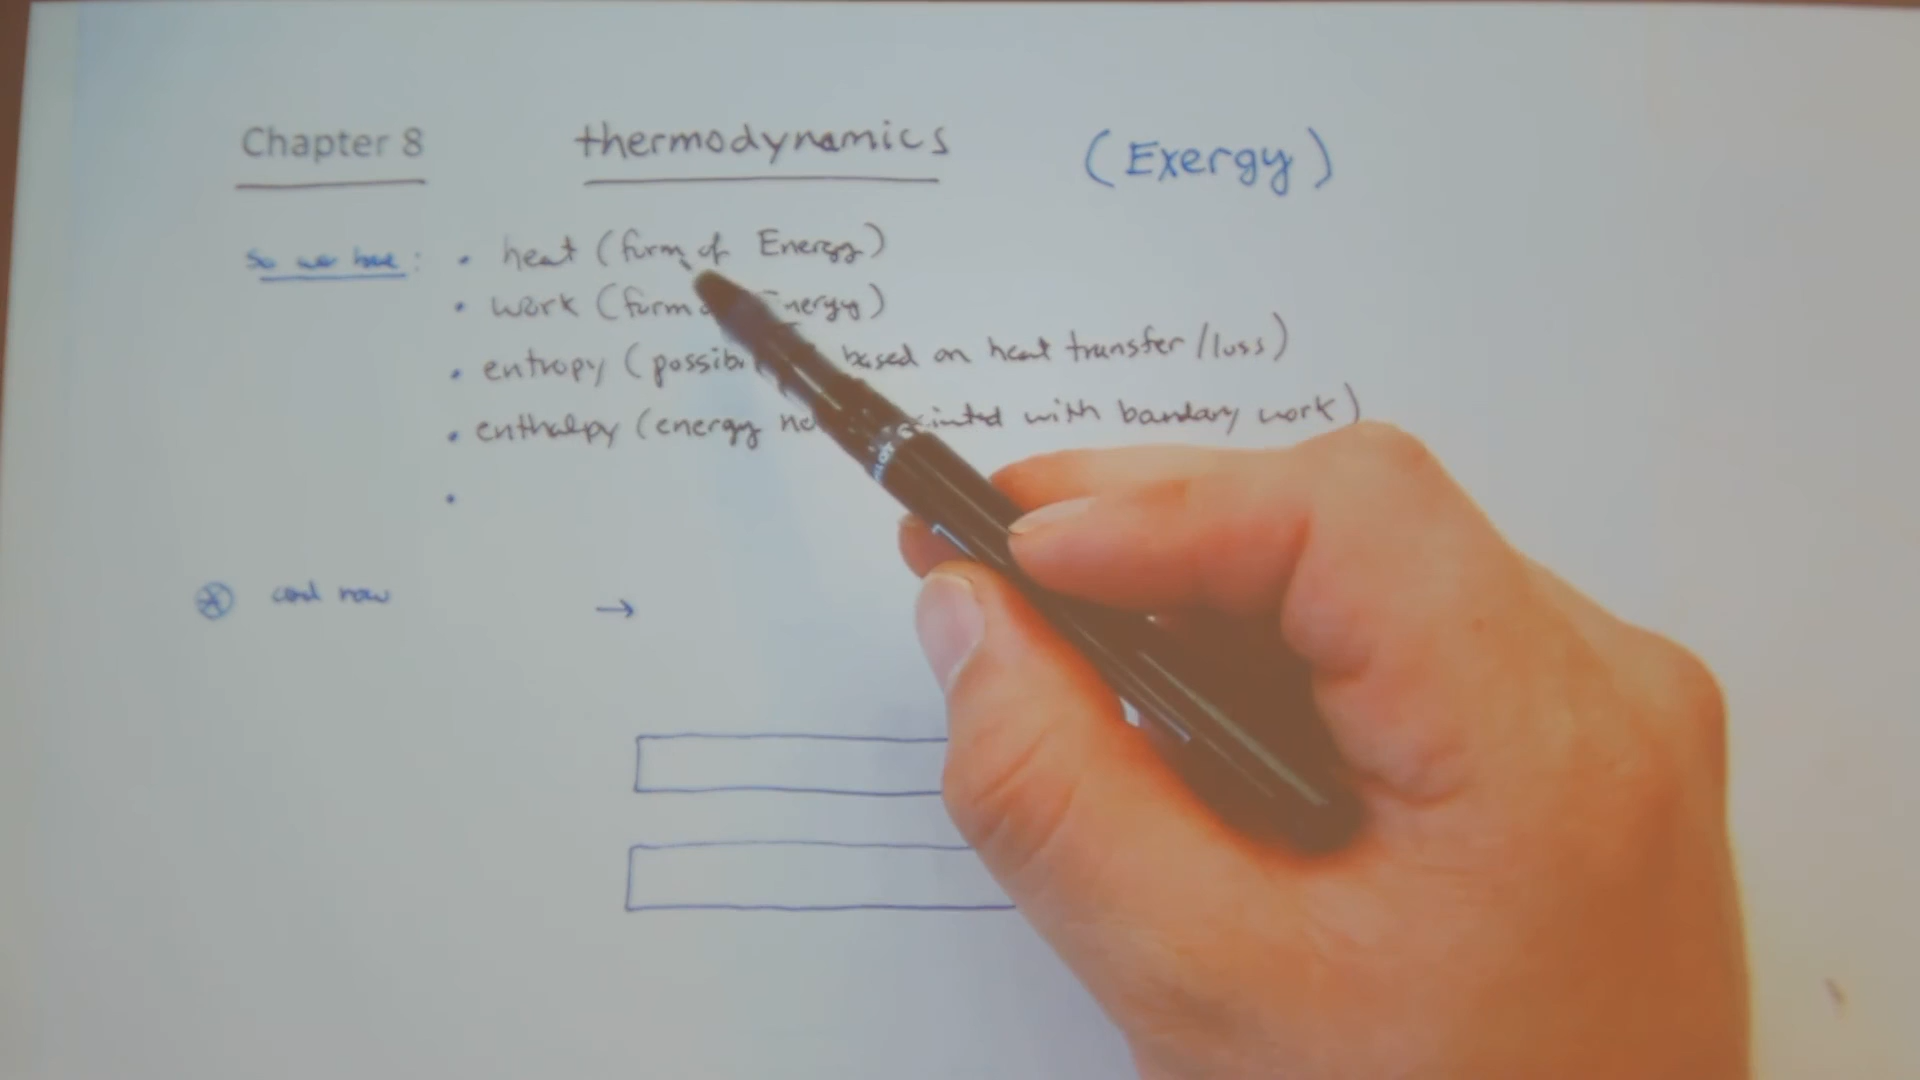 Chapter 8 thermodynamics (Exergy)
So we have : • heat (form of Energy)
• work (form Energy)
• entropy ( based on heat transfer/loss)
• enthalpy (energy with boundary work)
and now →